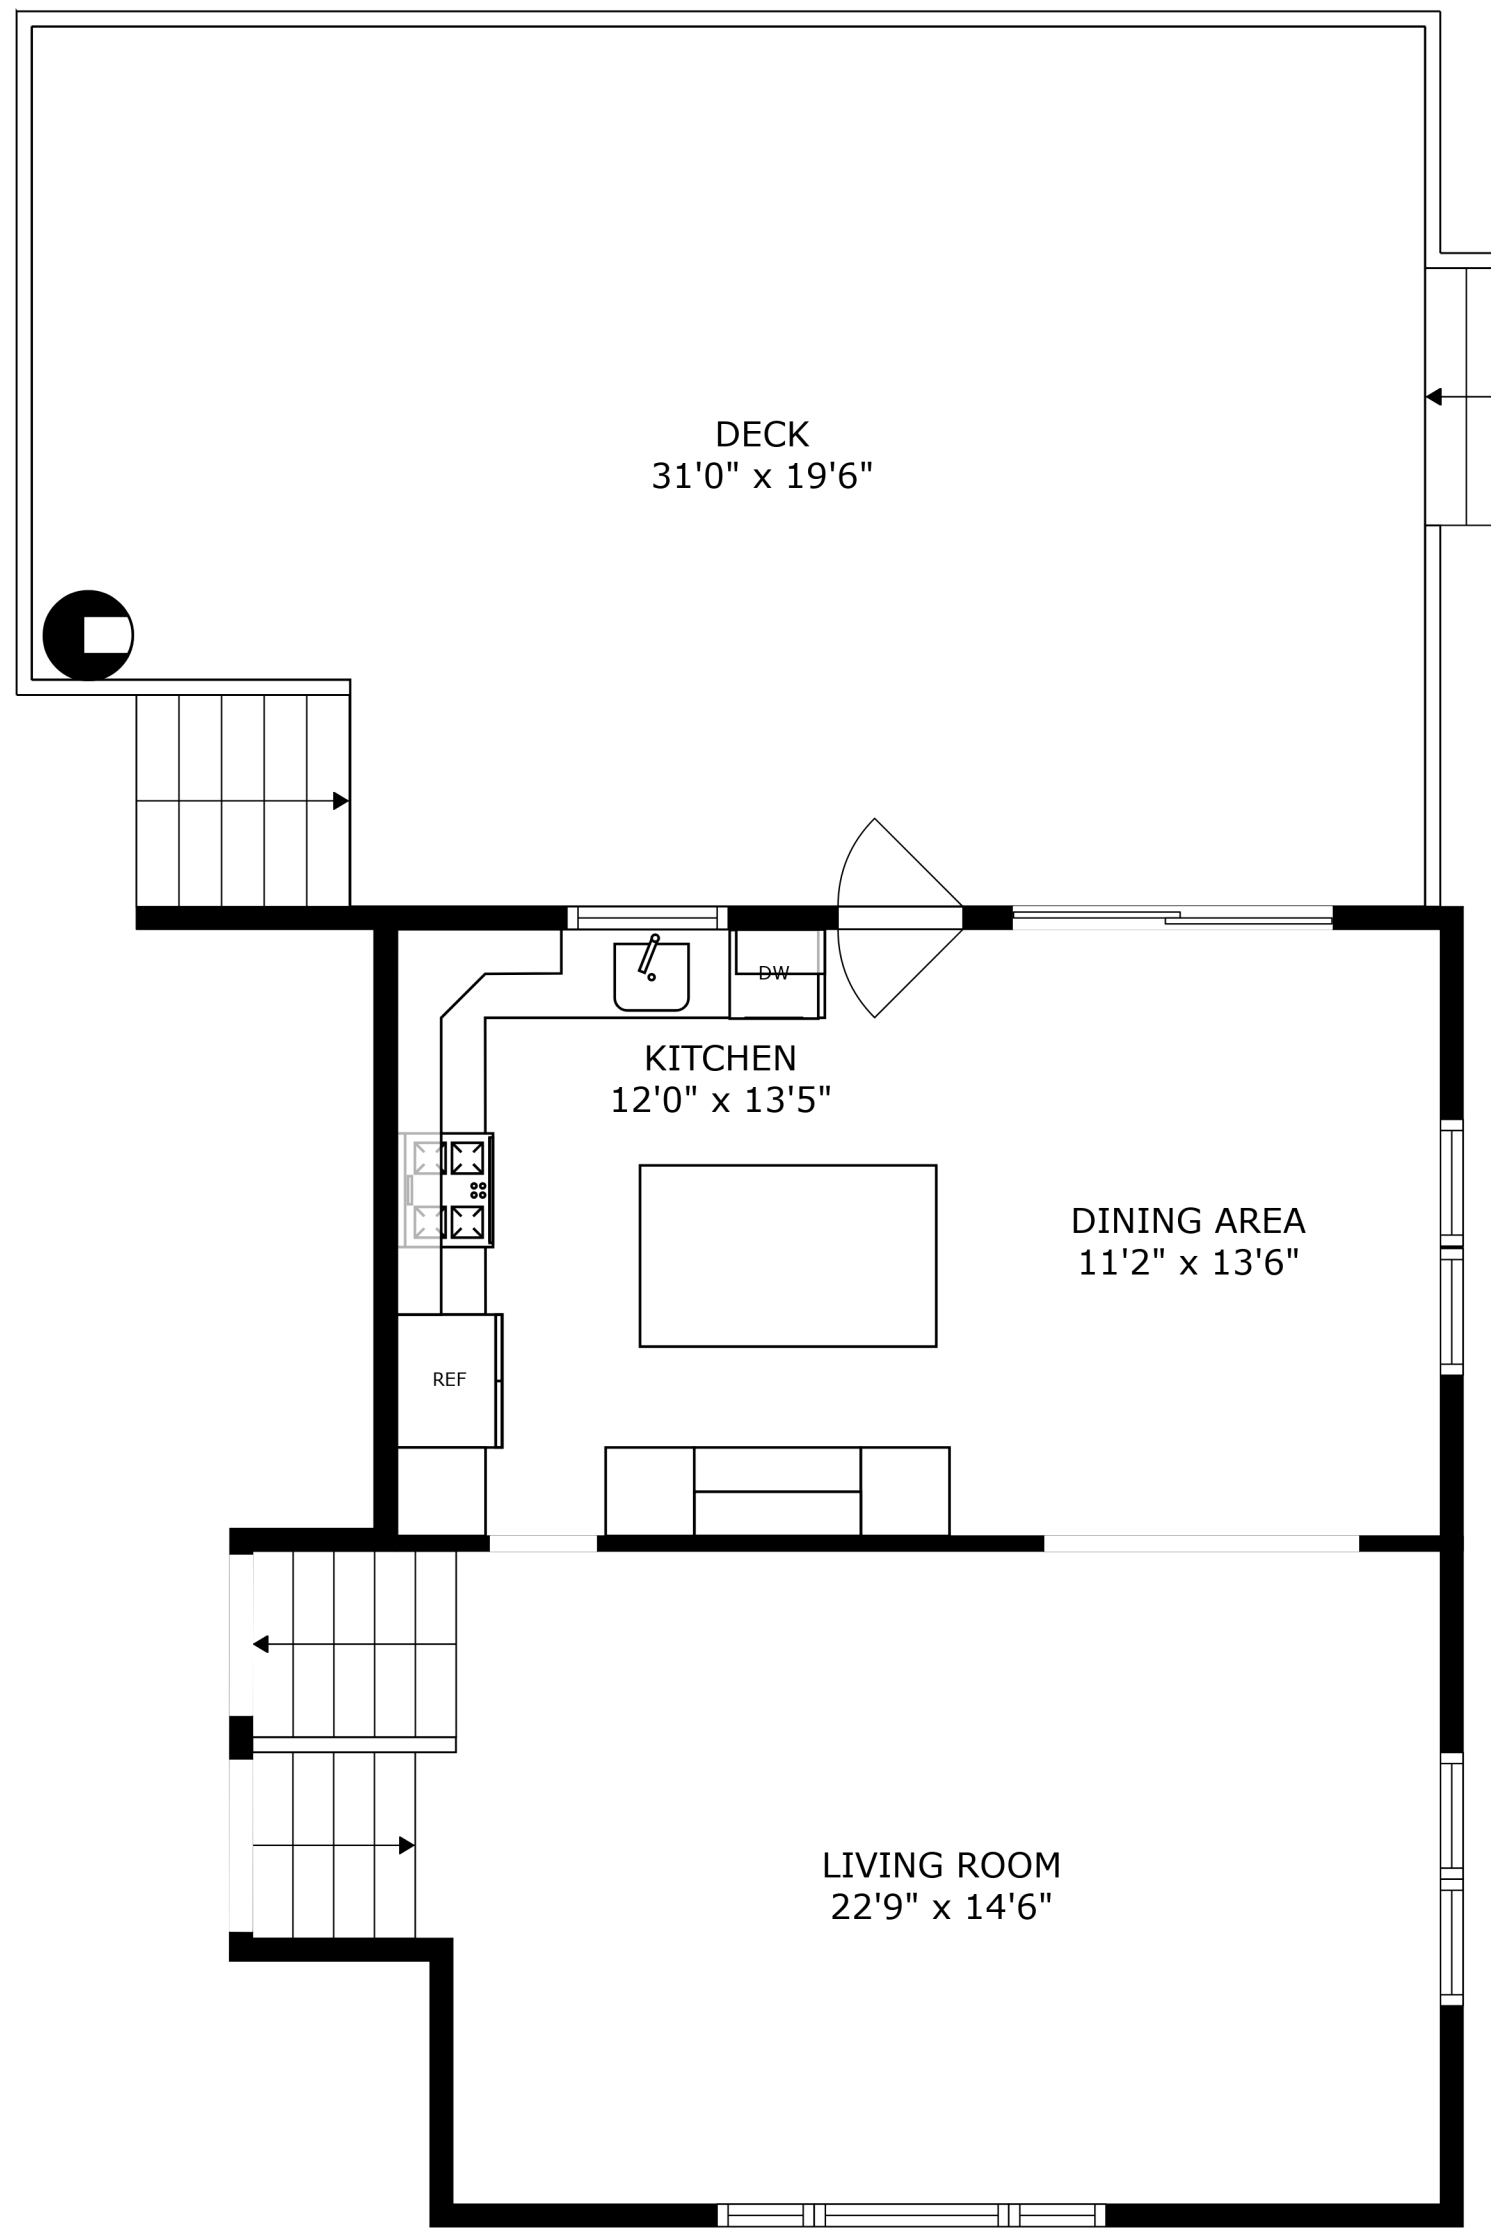 DECK
31'0" x 19'6"
DW
KITCHEN
12'0" x 13'5"
DINING AREA
11'2" x 13'6"
REF
LIVING ROOM
22'9" x 14'6"